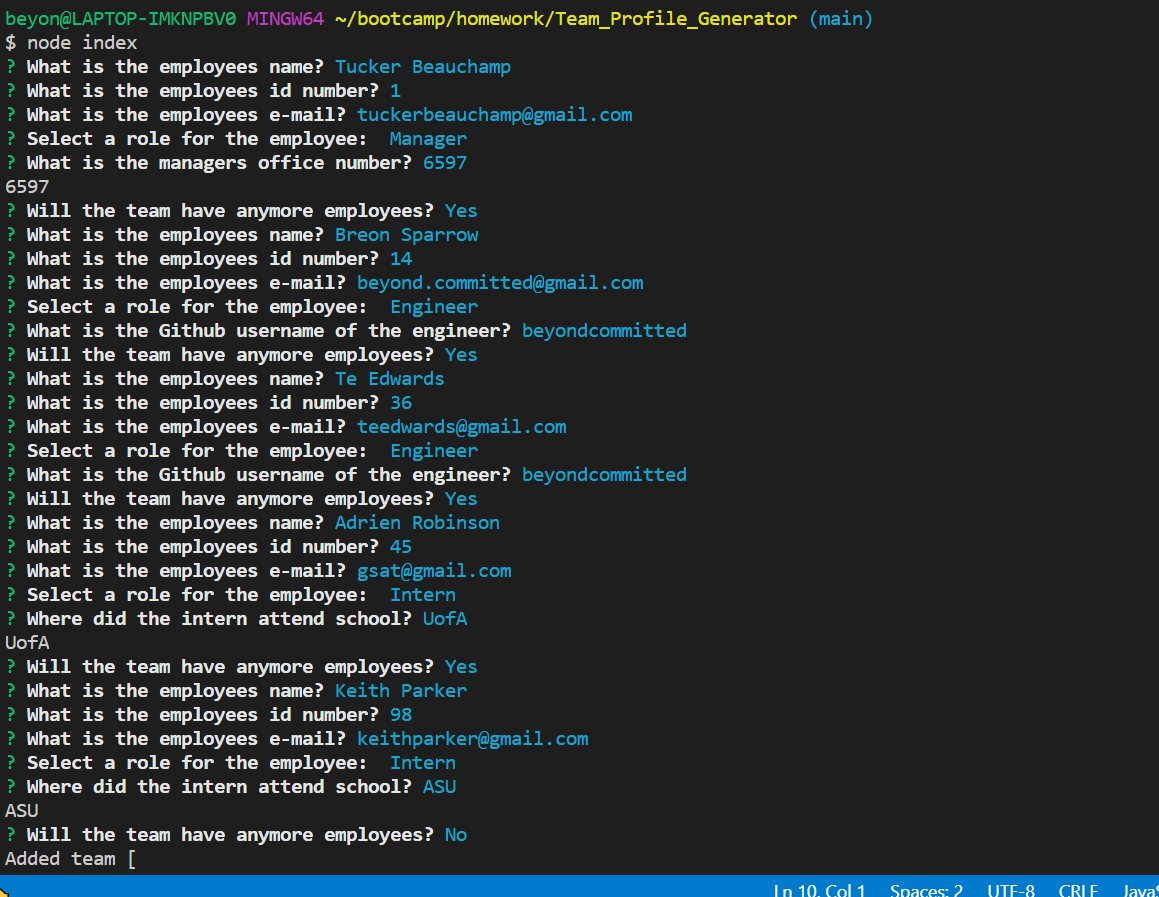 beyon@LAPTOP-IMKNPBV0 MINGW64 ~/bootcamp/homework/Team_Profile_Generator (main)
$ node index
? What is the employees name? Tucker Beauchamp
? What is the employees id number? 1
? What is the employees e-mail? tuckerbeauchamp@gmail.com
? Select a role for the employee:  Manager
? What is the managers office number? 6597
6597
? Will the team have anymore employees? Yes
? What is the employees name? Breon Sparrow
? What is the employees id number? 14
? What is the employees e-mail? beyond.committed@gmail.com
? Select a role for the employee:  Engineer
? What is the Github username of the engineer? beyondcommitted
? Will the team have anymore employees? Yes
? What is the employees name? Te Edwards
? What is the employees id number? 36
? What is the employees e-mail? teedwards@gmail.com
? Select a role for the employee:  Engineer
? What is the Github username of the engineer? beyondcommitted
? Will the team have anymore employees? Yes
? What is the employees name? Adrien Robinson
? What is the employees id number? 45
? What is the employees e-mail? gsat@gmail.com
? Select a role for the employee:  Intern
? Where did the intern attend school? UofA
UofA
? Will the team have anymore employees? Yes
? What is the employees name? Keith Parker
? What is the employees id number? 98
? What is the employees e-mail? keithparker@gmail.com
? Select a role for the employee:  Intern
? Where did the intern attend school? ASU
ASU
? Will the team have anymore employees? No
Added team [
Ln 10, Col 1 Spaces: 2 UTF-8 CRLF JavaS